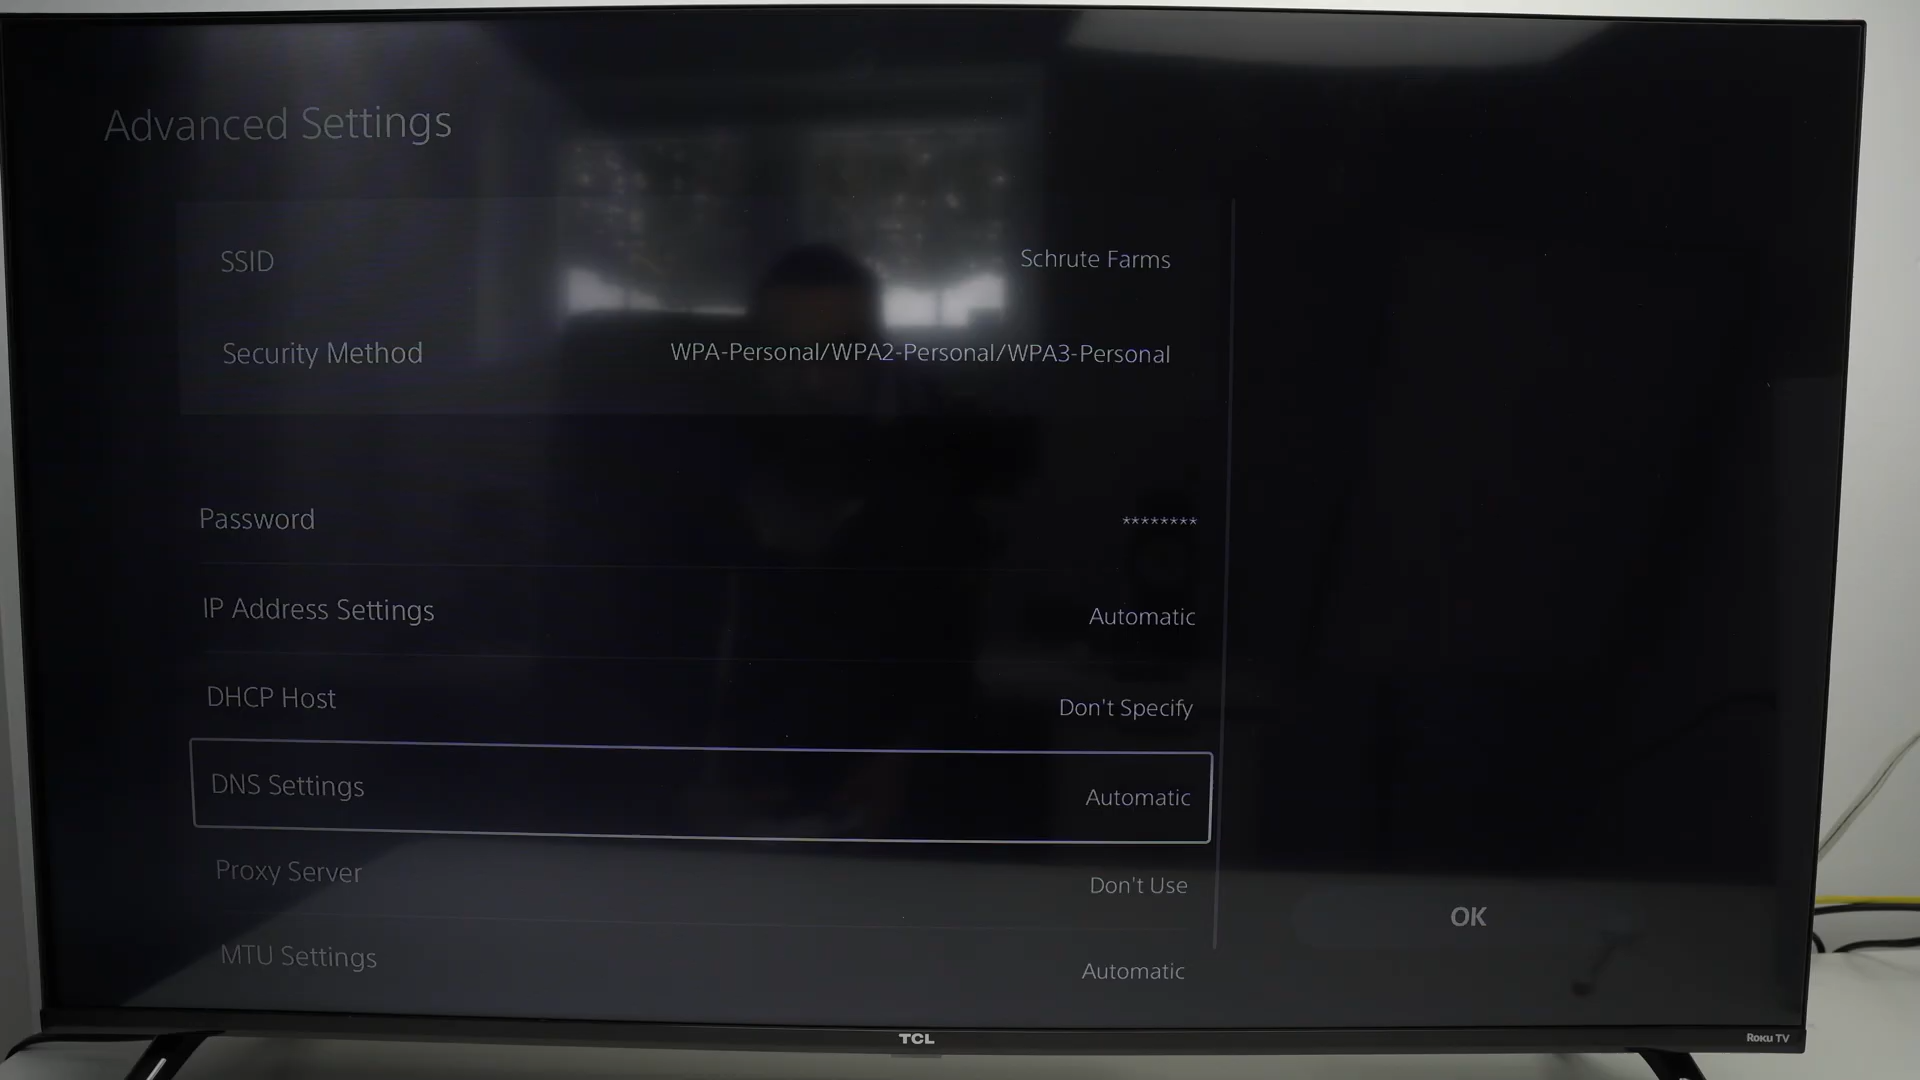 Advanced Settings
SSID Schrute Farms
Security Method WPA-Personal/WPA2-Personal/WPA3-Personal
Password ********
IP Address Settings Automatic
DHCP Host Don't Specify
DNS Settings Automatic
Proxy Server Don't Use
OK
MTU Settings Automatic
TCL
Roku TV